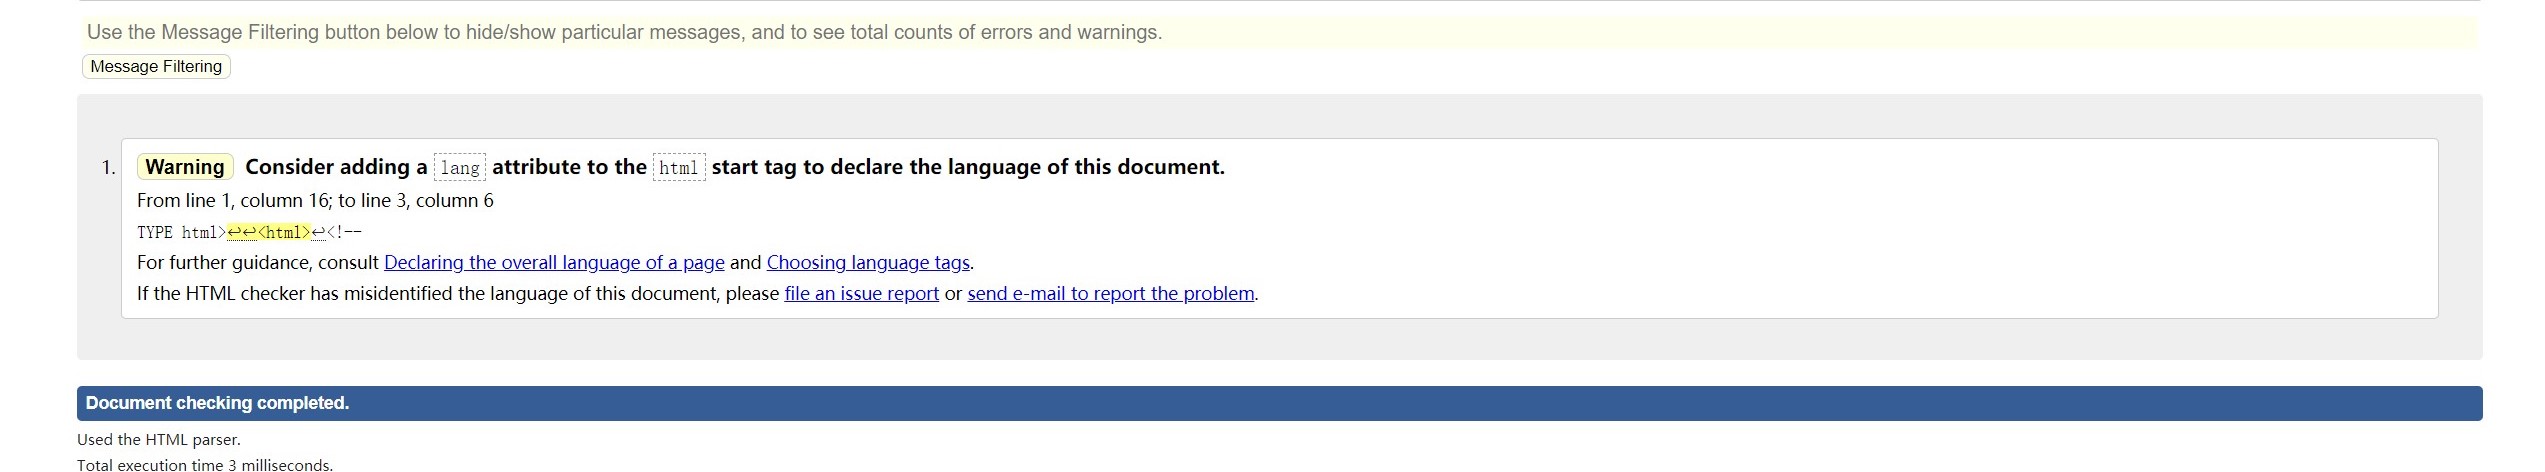 Use the Message Filtering button below to hide/show particular messages, and to see total counts of errors and warnings.
Message Filtering
1. Warning Consider adding a lang attribute to the html start tag to declare the language of this document.
From line 1, column 16; to line 3, column 6
TYPE html>↩↩<html>↩<!--
For further guidance, consult Declaring the overall language of a page and Choosing language tags.
If the HTML checker has misidentified the language of this document, please file an issue report or send e-mail to report the problem.
Document checking completed.
Used the HTML parser.
Total execution time 3 milliseconds.